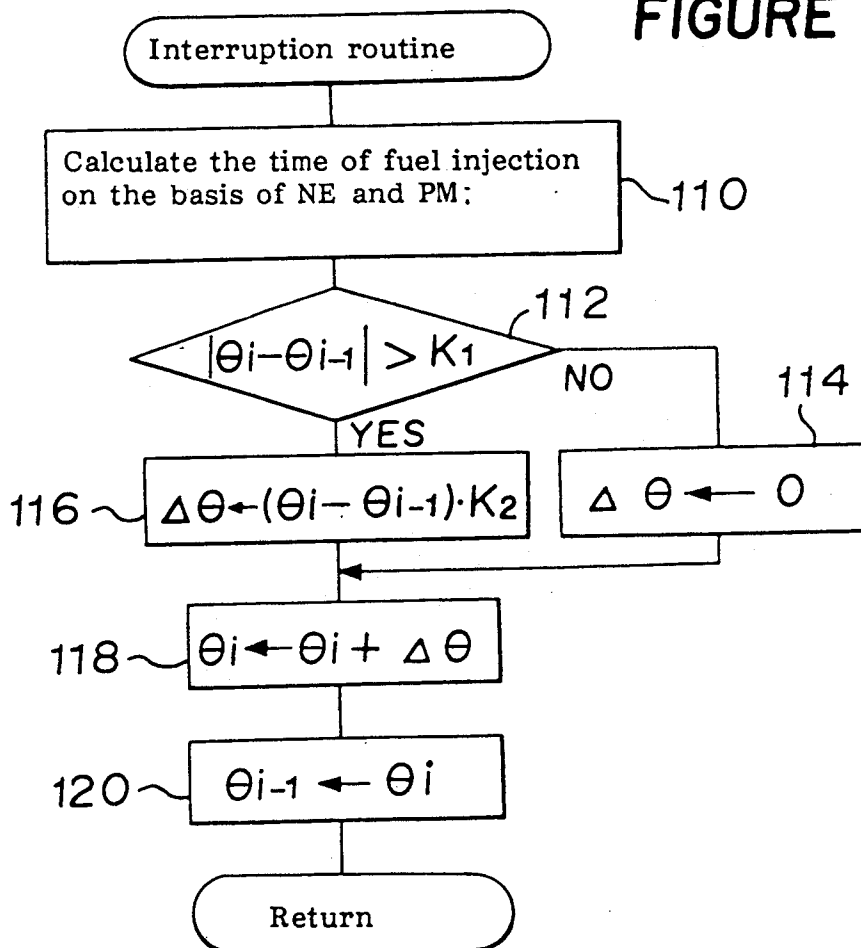 FIGURE
Interruption routine
Calculate the time of fuel injection
on the basis of NE and PM;
110
112
|θi−θi-1| > K1
NO
114
YES
116
Δθ←(θi−θi-1)·K2
Δ θ ← 0
118
θi←θi + Δθ
120
θi-1 ← θi
Return